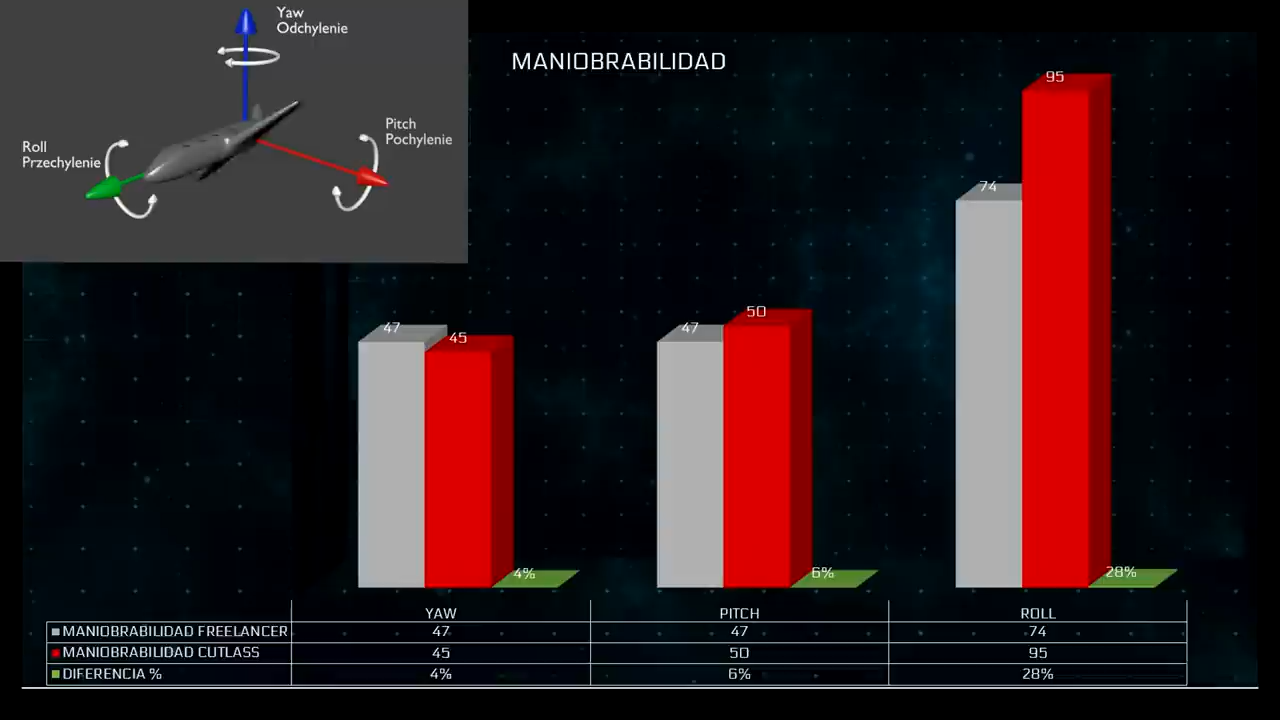 Yaw
Odchylenie
Pitch
Pochylenie
Roll
Przechylenie
MANIOBRABILIDAD
47
45
4%
47
50
6%
74
95
28%
YAW PITCH ROLL
MANIOBRABILIDAD FREELANCER 47 47 74
MANIOBRABILIDAD CUTLASS 45 50 95
DIFERENCIA % 4% 6% 28%